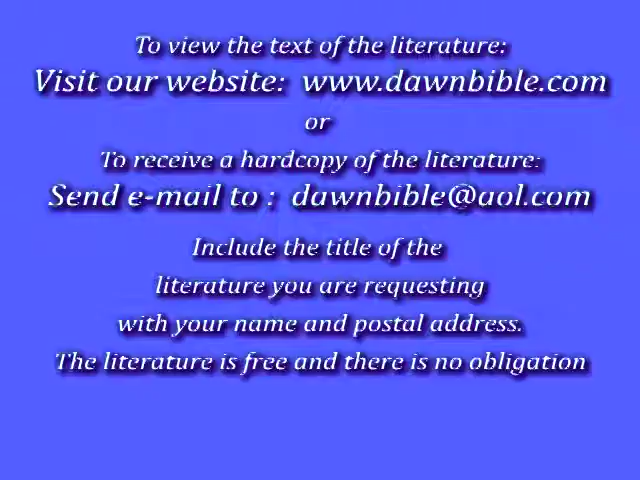 To view the text of the literature:
Visit our website: www.dawnbible.com
or
To receive a hardcopy of the literature:
Send e-mail to : dawnbible@aol.com
Include the title of the
literature you are requesting
with your name and postal address.
The literature is free and there is no obligation